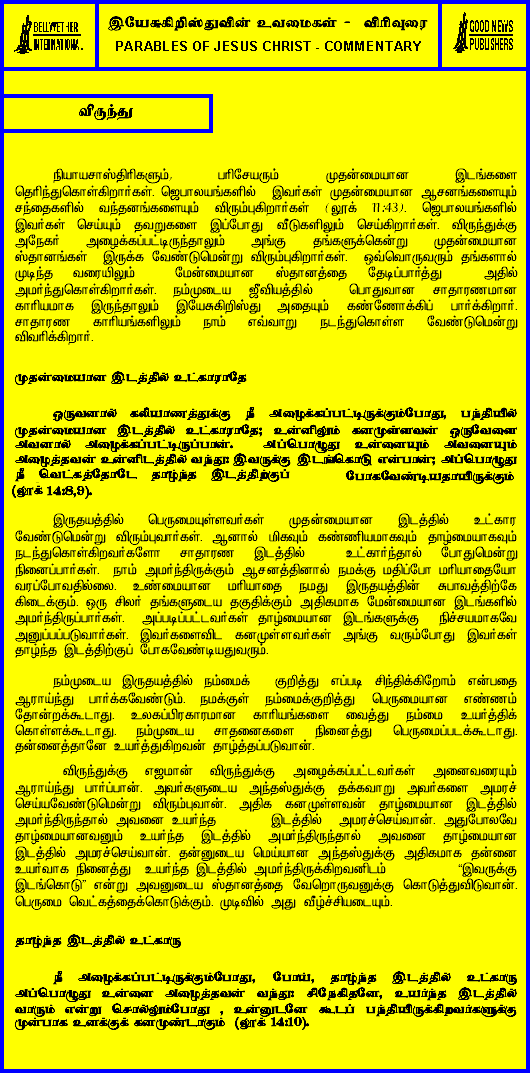 BELLWETHER
INTERNATIONAL
இயேசுகிறிஸ்துவின் உவமைகள் - விரிவுரை
PARABLES OF JESUS CHRIST - COMMENTARY
GOOD NEWS
PUBLISHERS
விருந்து
நியாயசாஸ்திரிகளும், பரிசேயரும் முதன்மையான இடங்களை
தெரிந்துகொள்கிறார்கள். ஜெபாலயங்களில் இவர்கள் முதன்மையான ஆசனங்களையும்
சந்தைகளில் வந்தனங்களையும் விரும்புகிறார்கள் (லூக் 11:43). ஜெபாலயங்களில்
இவர்கள் செய்யும் தவறுகளை இப்போது வீடுகளிலும் செய்கிறார்கள். விருந்துக்கு
அநேகர் அழைக்கப்பட்டிருந்தாலும் அங்கு தங்களுக்கென்று முதன்மையான
ஸ்தானங்கள் இருக்க வேண்டுமென்று விரும்புகிறார்கள். ஒவ்வொருவரும் தங்களால்
முடிந்த வரையிலும் மேன்மையான ஸ்தானத்தை தேடிப்பார்த்து அதில்
அமர்ந்துகொள்கிறார்கள். நம்முடைய ஜீவியத்தில் பொதுவான சாதாரணமான
காரியமாக இருந்தாலும் இயேசுகிறிஸ்து அதையும் கண்ணோக்கிப் பார்க்கிறார்.
சாதாரண காரியங்களிலும் நாம் எவ்வாறு நடந்துகொள்ள வேண்டுமென்று
விவரிக்கிறார்.
முதன்மையான இடத்தில் உட்காராதே
ஒருவனால் கலியாணத்துக்கு நீ அழைக்கப்பட்டிருக்கும்போது, பந்தியில்
முதன்மையான இடத்தில் உட்காராதே; உன்னிலும் கனமுள்ளவன் ஒருவேளை
அவனால் அழைக்கப்பட்டிருப்பான். அப்பொழுது உன்னையும் அவனையும்
அழைத்தவன் உன்னிடத்தில் வந்து: இவருக்கு இடங்கொடு என்பான்; அப்பொழுது
நீ வெட்கத்தோடே தாழ்ந்த இடத்திற்குப் போகவேண்டியதாயிருக்கும்
(லூக் 14:8,9).
இருதயத்தில் பெருமையுள்ளவர்கள் முதன்மையான இடத்தில் உட்கார
வேண்டுமென்று விரும்புவார்கள். ஆனால் மிகவும் கண்ணியமாகவும் தாழ்மையாகவும்
நடந்துகொள்கிறவர்களோ சாதாரண இடத்தில் உட்கார்ந்தால் போதுமென்று
நினைப்பார்கள். நாம் அமர்ந்திருக்கும் ஆசனத்தினால் நமக்கு மதிப்போ மரியாதையோ
வரப்போவதில்லை. உண்மையான மரியாதை நமது இருதயத்தின் சுபாவத்திற்கே
கிடைக்கும். ஒரு சிலர் தங்களுடைய தகுதிக்கும் அதிகமாக மேன்மையான இடங்களில்
அமர்ந்திருப்பார்கள். அப்படிப்பட்டவர்கள் தாழ்மையான இடங்களுக்கு நிச்சயமாகவே
அனுப்பப்படுவார்கள். இவர்களைவிட கனமுள்ளவர்கள் அங்கு வரும்போது இவர்கள்
தாழ்ந்த இடத்திற்குப் போகவேண்டியதுவரும்.
நம்முடைய இருதயத்தில் நம்மைக் குறித்து எப்படி சிந்திக்கிறோம் என்பதை
ஆராய்ந்து பார்க்கவேண்டும். நமக்குள் நம்மைக்குறித்து பெருமையான எண்ணம்
தோன்றக்கூடாது. உலகப்பிரகாரமான காரியங்களை வைத்து நம்மை உயர்த்திக்
கொள்ளக்கூடாது. நம்முடைய சாதனைகளை நினைத்து பெருமைப்படக்கூடாது.
தன்னைத்தானே உயர்த்துகிறவன் தாழ்த்தப்படுவான்.
விருந்துக்கு எஜமான் விருந்துக்கு அழைக்கப்பட்டவர்கள் அனைவரையும்
ஆராய்ந்து பார்ப்பான். அவர்களுடைய அந்தஸ்துக்கு தக்கவாறு அவர்களை அமரச்
செய்யவேண்டுமென்று விரும்புவான். அதிக கனமுள்ளவன் தாழ்மையான இடத்தில்
அமர்ந்திருந்தால் அவனை உயர்ந்த இடத்தில் அமரச்செய்வான். அதுபோலவே
தாழ்மையானவனும் உயர்ந்த இடத்தில் அமர்ந்திருந்தால் அவனை தாழ்மையான
இடத்தில் அமரச்செய்வான். தன்னுடைய மெய்யான அந்தஸ்துக்கு அதிகமாக தன்னை
உயர்வாக நினைத்து உயர்ந்த இடத்தில் அமர்ந்திருக்கிறவனிடம் “இவருக்கு
இடங்கொடு” என்று அவனுடைய ஸ்தானத்தை வேறொருவனுக்கு கொடுத்துவிடுவான்.
பெருமை வெட்கத்தைக்கொடுக்கும். முடிவில் அது வீழ்ச்சியடையும்.
தாழ்ந்த இடத்தில் உட்காரு
நீ அழைக்கப்பட்டிருக்கும்போது, போய், தாழ்ந்த இடத்தில் உட்காரு
அப்பொழுது உன்னை அழைத்தவன் வந்து: சிநேகிதனே, உயர்ந்த இடத்தில்
வாரும் என்று சொல்லும்போது , உன்னுடனே கூடப் பந்தியிருக்கிறவர்களுக்கு
முன்பாக உனக்குக் கனமுண்டாகும் (லூக் 14:10).